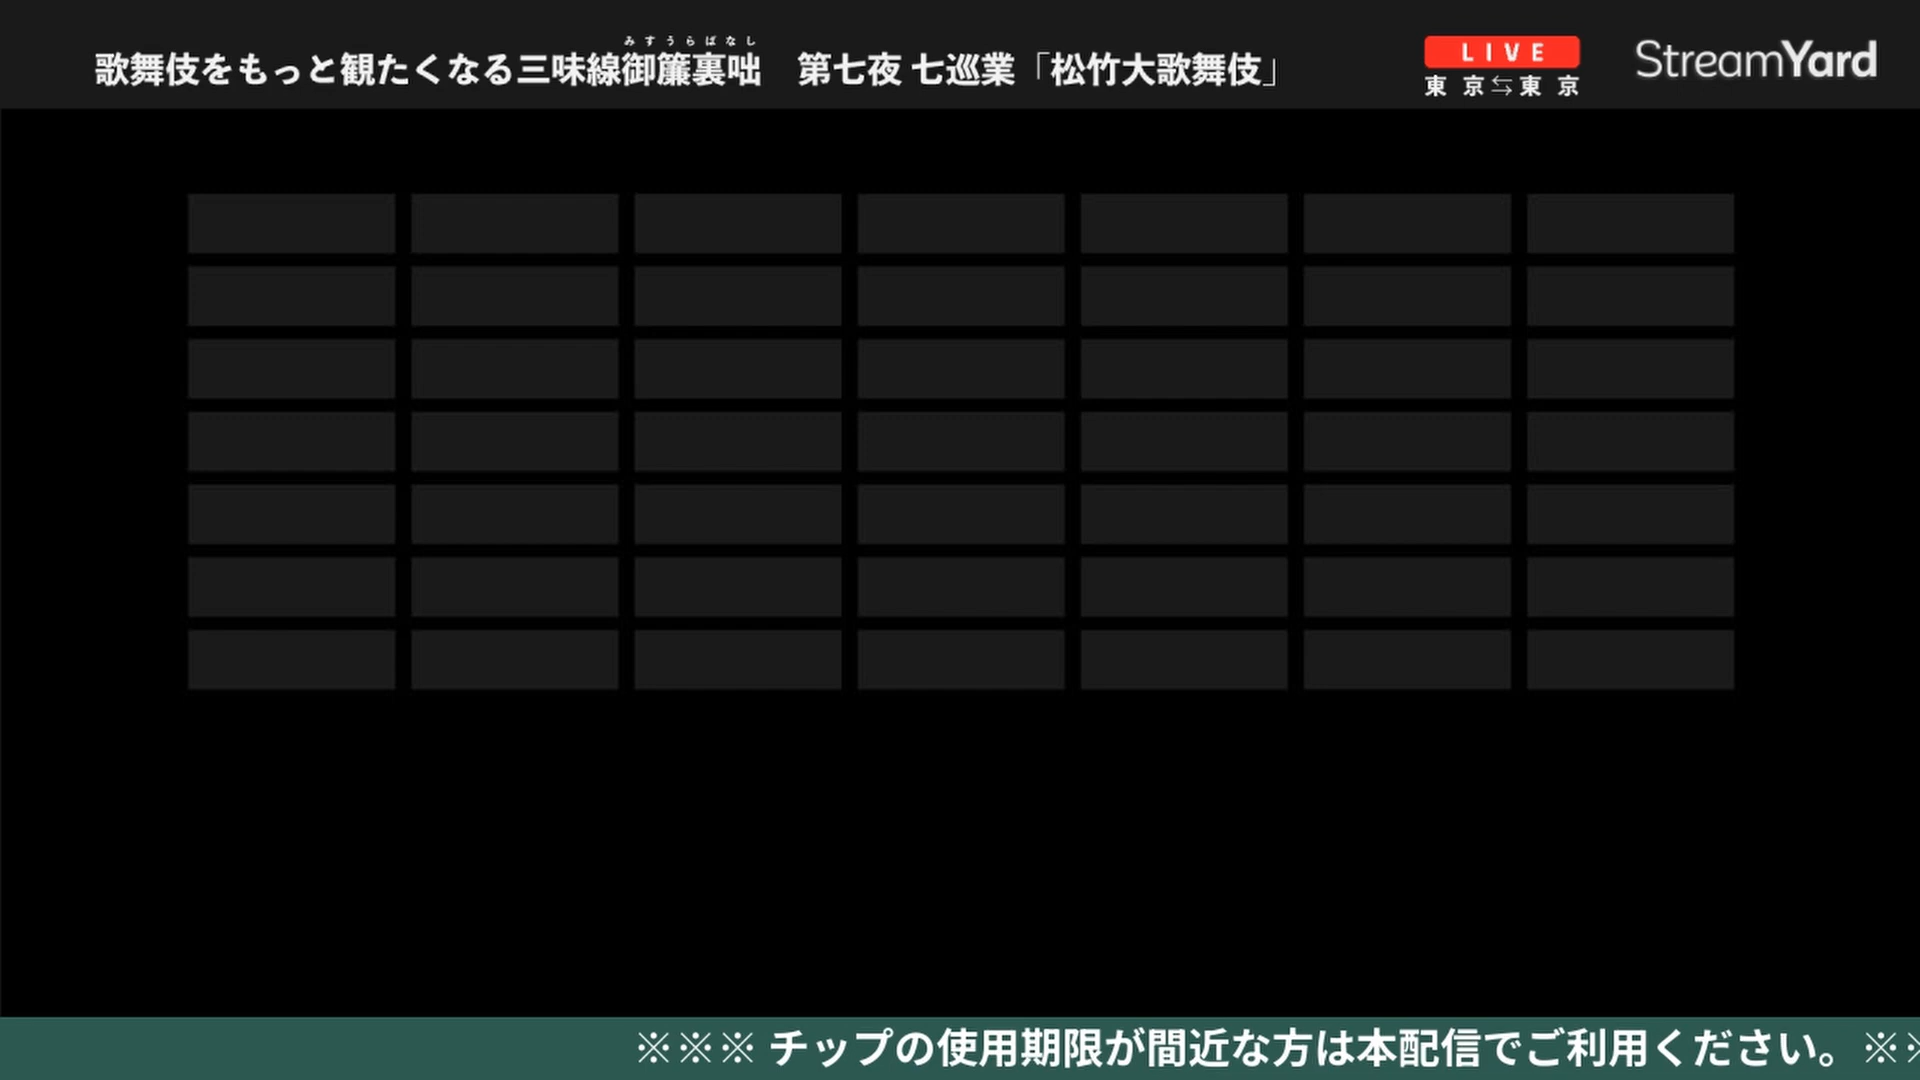 みすうらばなし
歌舞伎をもっと観たくなる三味線御簾裏咄　第七夜 七巡業「松竹大歌舞伎」
LIVE
東京⇆東京
StreamYard
※※※ チップの使用期限が間近な方は本配信でご利用ください。※